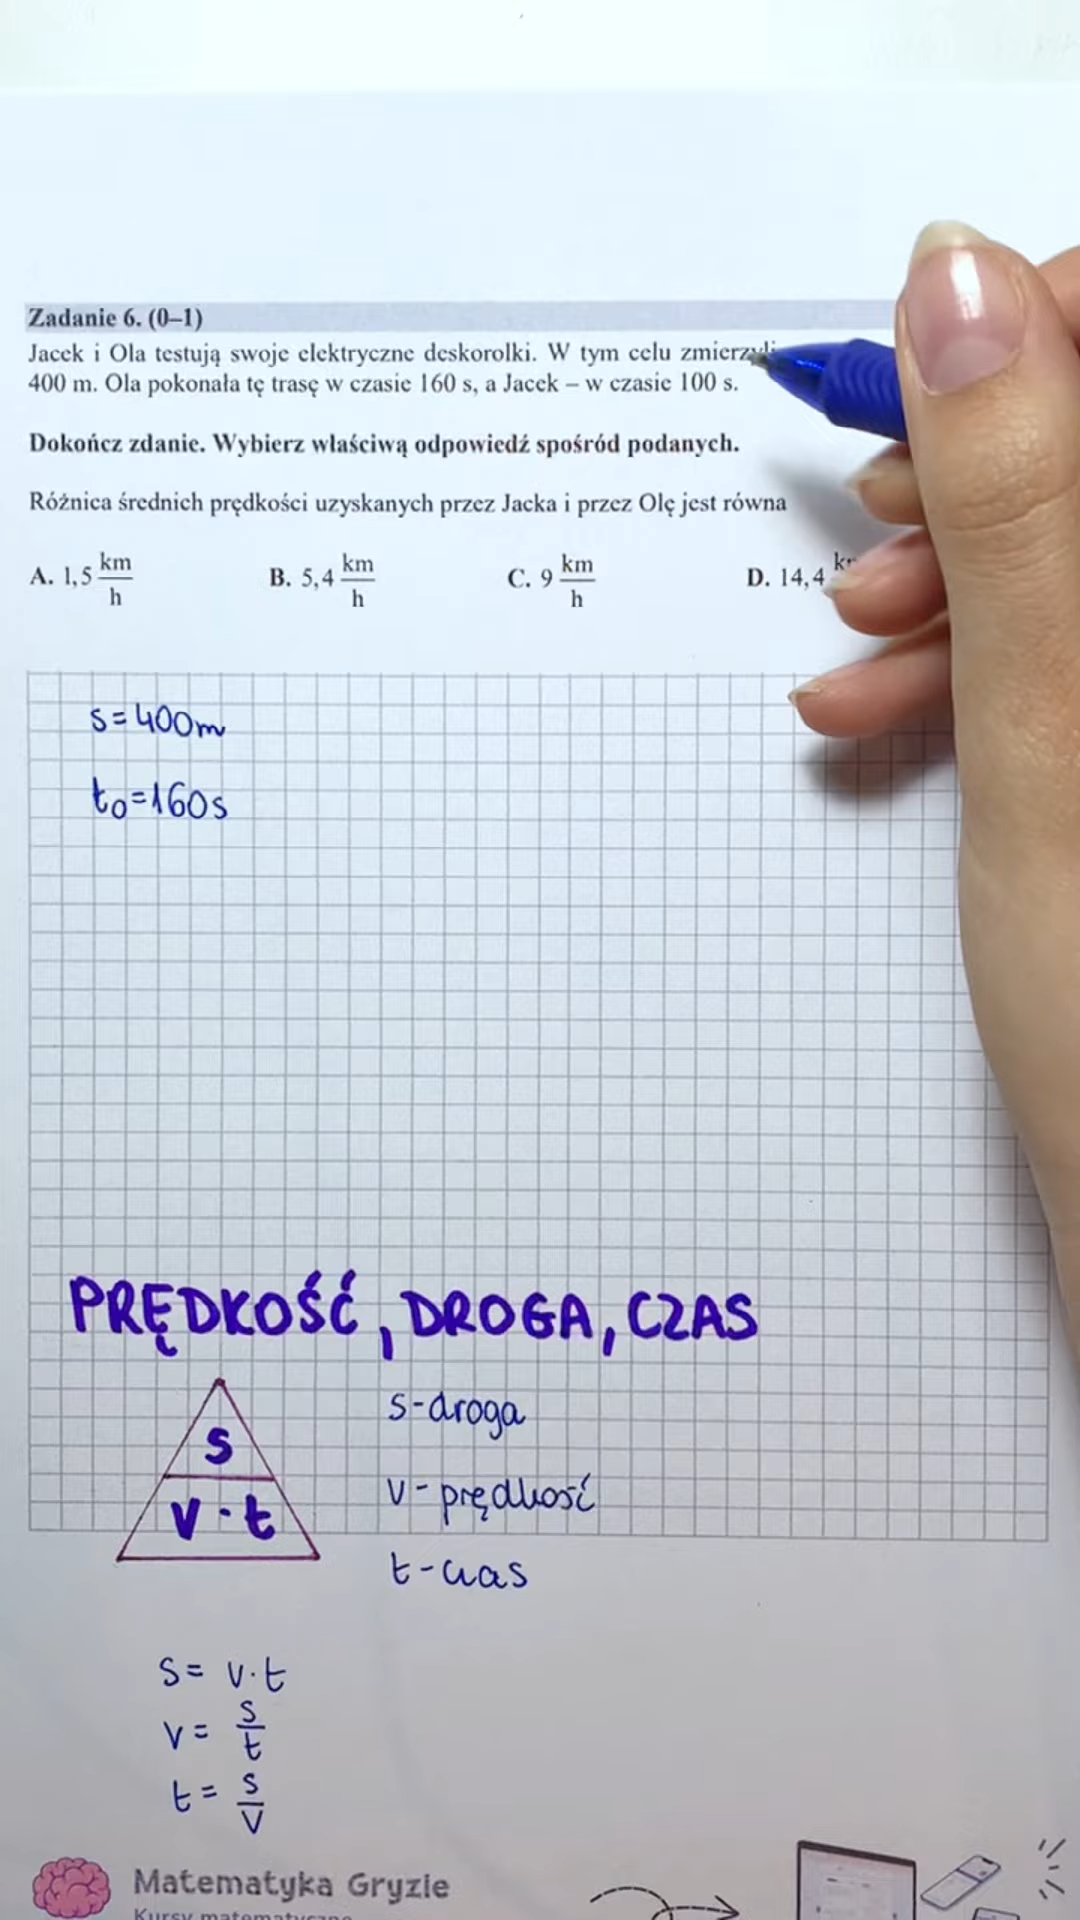 Zadanie 6. (0–1)
Jacek i Ola testują swoje elektryczne deskorolki. W tym celu
400 m. Ola pokonała tę trasę w czasie 160 s, a Jacek – w czasie 100 s.
Dokończ zdanie. Wybierz właściwą odpowiedź spośród podanych.
Różnica średnich prędkości uzyskanych przez Jacka i przez Olę jest równa
A. 1,5 km/h B. 5,4 km/h C. 9 km/h D. 14,4
s=400m
to=160s
PRĘDKOŚĆ, DROGA, CZAS
s
v·t
s-droga
v-prędkość
t-czas
s= v·t
v= s/t
t= s/v
Matematyka Gryzie
Kursy matematyczne